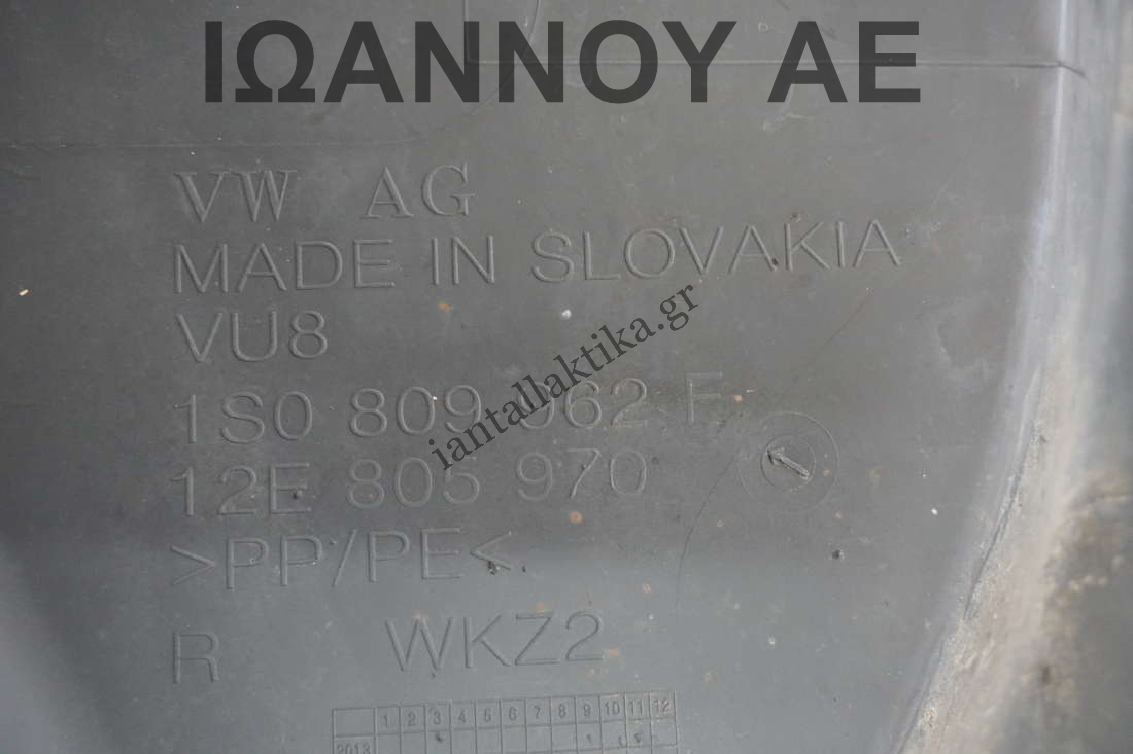 ΙΩΑΝΝΟΥ ΑΕ
VW AG
MADE IN SLOVAKIA
VU8
1S0 809 962 F
12E 805 970
>PP/PE<
R WKZ2
1 2 3 4 5 6 7 8 9 10 11 12
2013
iantallaktika.gr